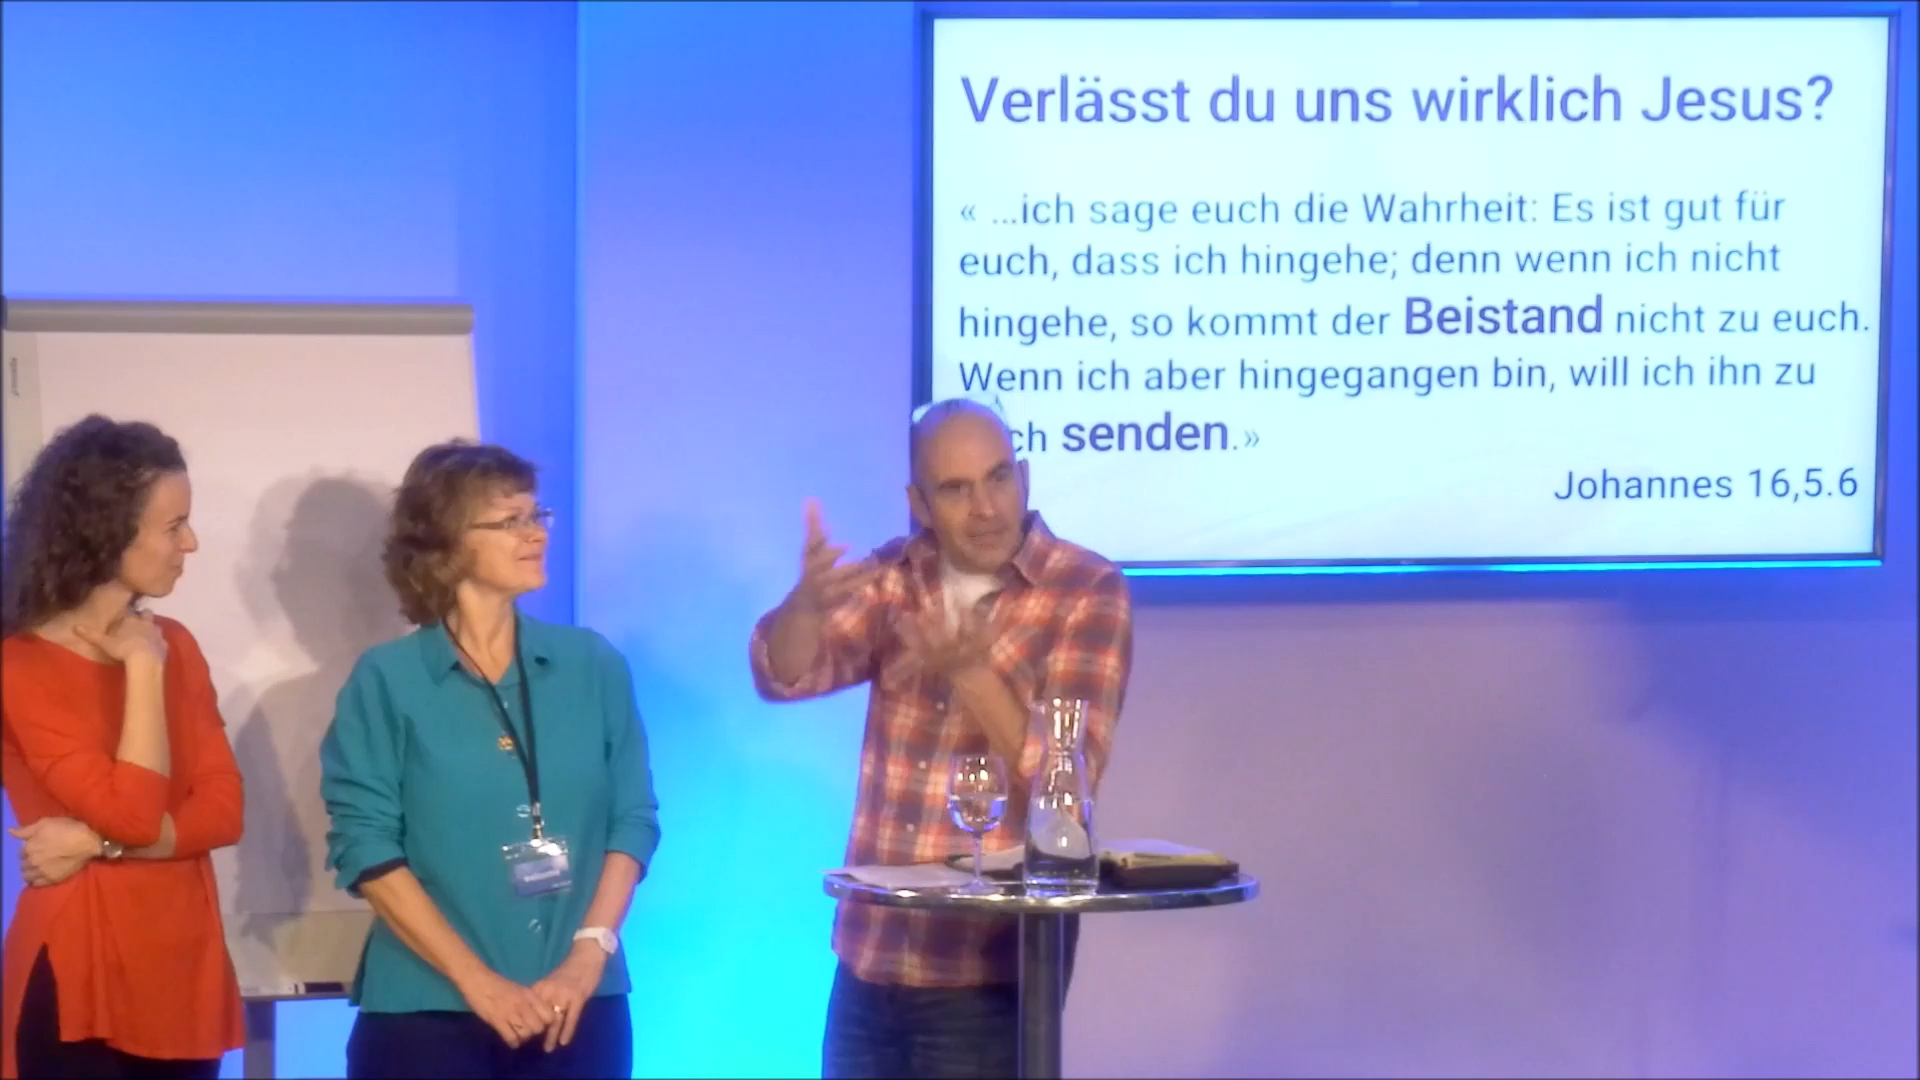 Verlässt du uns wirklich Jesus?
« ...ich sage euch die Wahrheit: Es ist gut für
euch, dass ich hingehe; denn wenn ich nicht
hingehe, so kommt der Beistand nicht zu euch.
Wenn ich aber hingegangen bin, will ich ihn zu
ch senden.»
Johannes 16,5.6